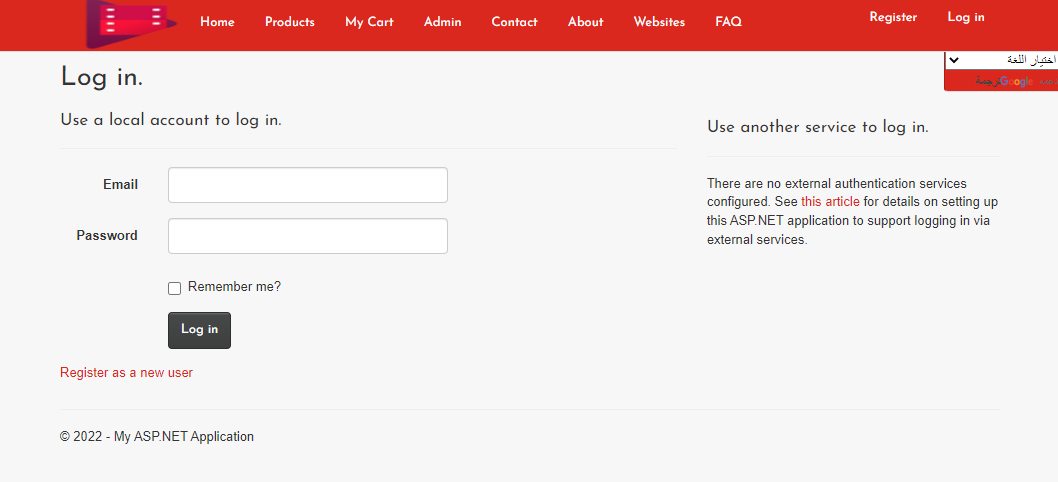 Home Products My Cart Admin Contact About Websites FAQ Register Log in
اختيار اللغة
Google ترجمة
Log in.
Use a local account to log in.
Email
Password
Remember me?
Log in
Register as a new user
Use another service to log in.
There are no external authentication services
configured. See this article for details on setting up
this ASP.NET application to support logging in via
external services.
© 2022 - My ASP.NET Application